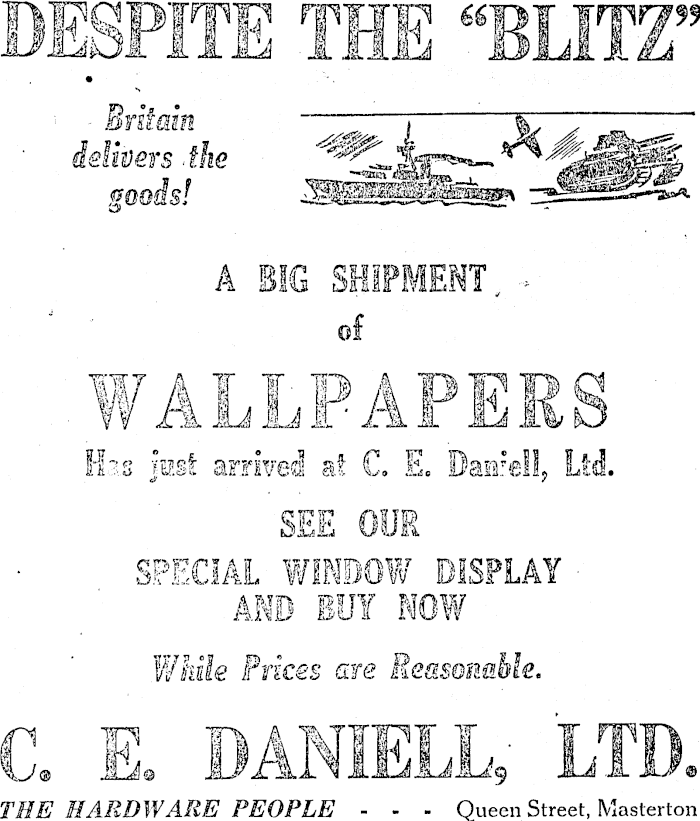 DESPITE THE "BLITZ"
Britain
delivers the
goods!
A BIG SHIPMENT
of
WALLPAPERS
Has just arrived at C. E. Daniell, Ltd.
SEE OUR
SPECIAL WINDOW DISPLAY
AND BUY NOW
While Prices are Reasonable.
C. E. DANIELL, LTD.
THE HARDWARE PEOPLE - - - Queen Street, Masterton